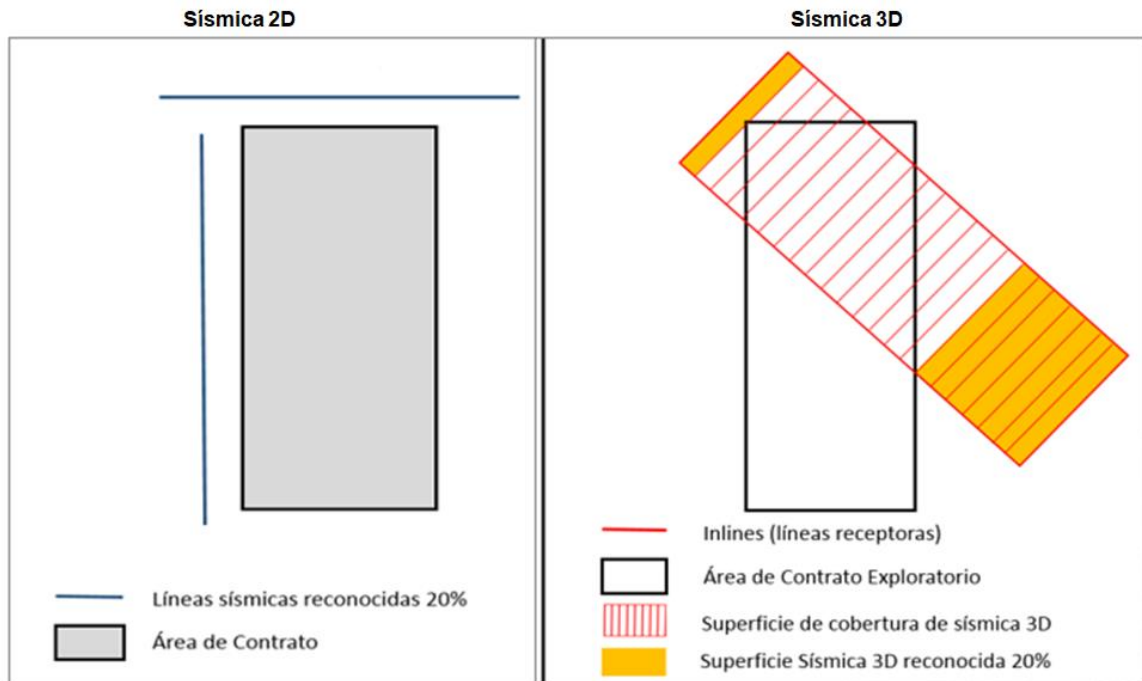 Sísmica 2D
Sísmica 3D
Líneas sísmicas reconocidas 20%
Área de Contrato
Inlines (líneas receptoras)
Área de Contrato Exploratorio
Superficie de cobertura de sísmica 3D
Superficie Sísmica 3D reconocida 20%